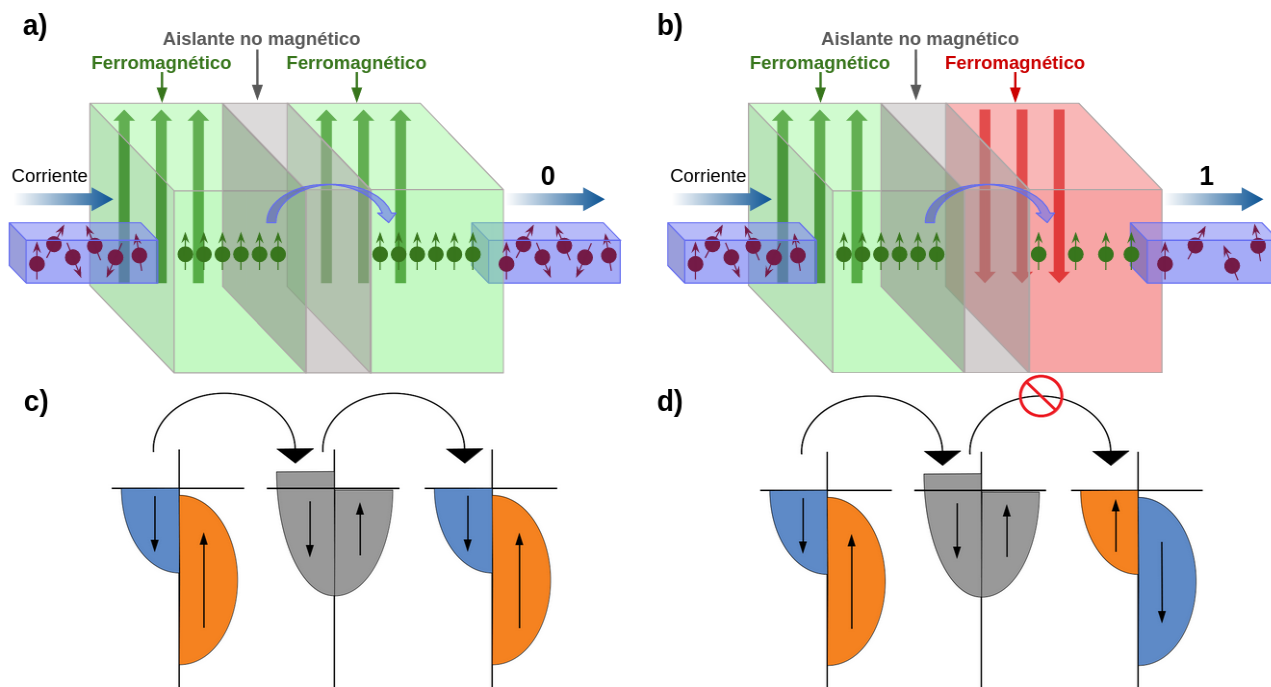 a)
Aislante no magnético
Ferromagnético
Ferromagnético
Corriente
0
b)
Aislante no magnético
Ferromagnético
Ferromagnético
Corriente
1
c)
d)